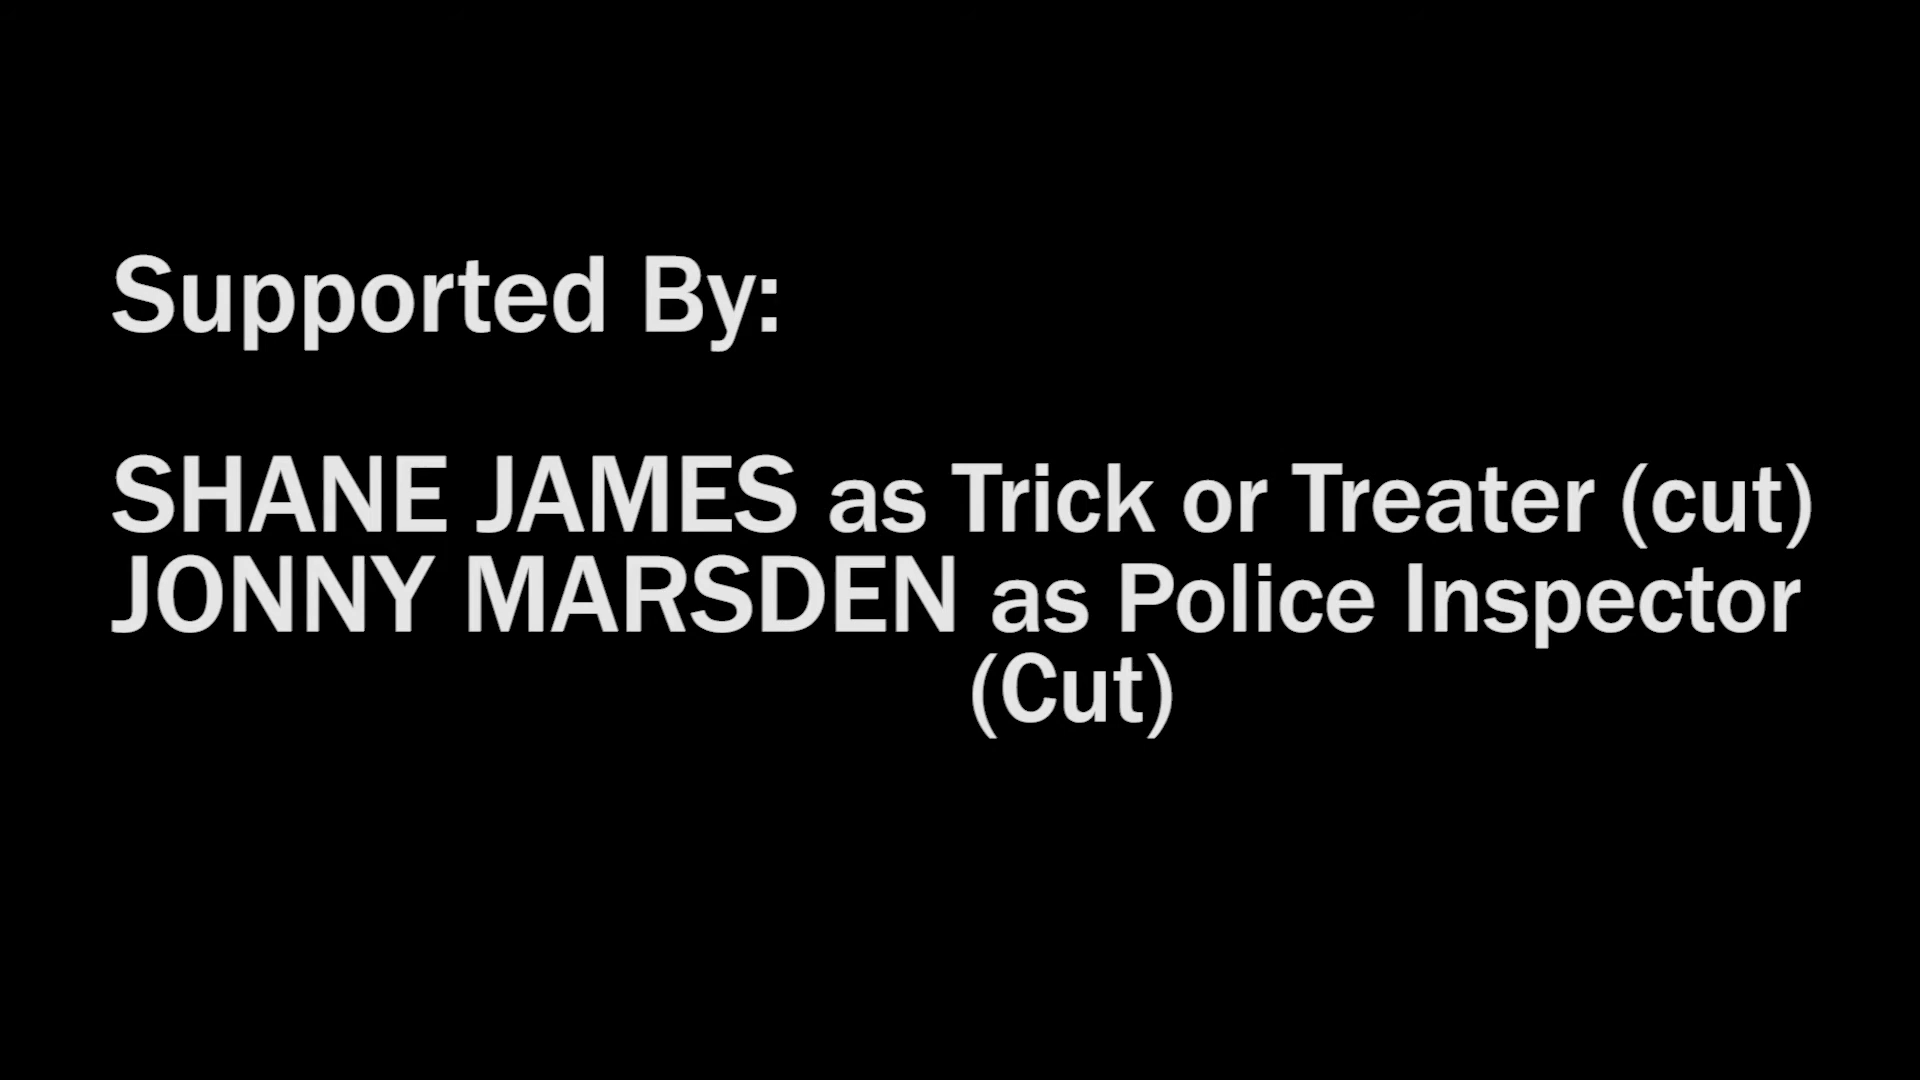 Supported By:
SHANE JAMES as Trick or Treater (cut)
JONNY MARSDEN as Police Inspector
(Cut)